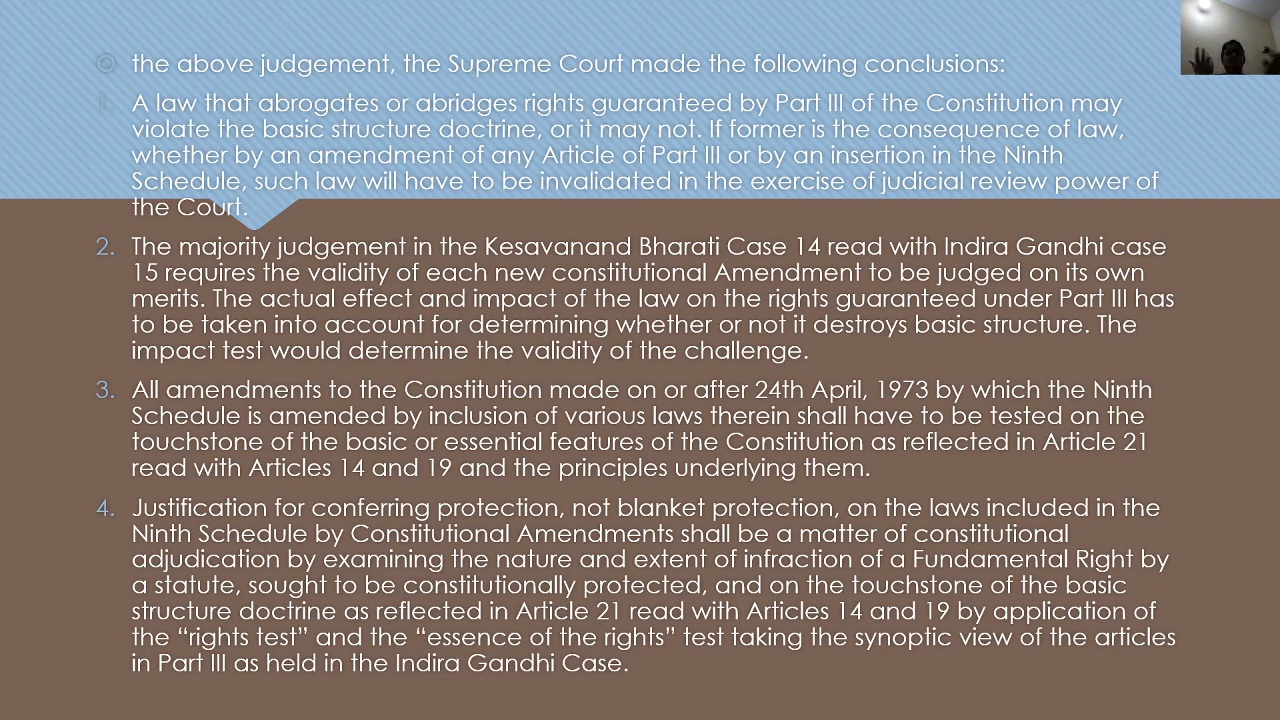 the above judgement, the Supreme Court made the following conclusions:
1. A law that abrogates or abridges rights guaranteed by Part III of the Constitution may
violate the basic structure doctrine, or it may not. If former is the consequence of law,
whether by an amendment of any Article of Part III or by an insertion in the Ninth
Schedule, such law will have to be invalidated in the exercise of judicial review power of
the Court.
2. The majority judgement in the Kesavanand Bharati Case 14 read with Indira Gandhi case
15 requires the validity of each new constitutional Amendment to be judged on its own
merits. The actual effect and impact of the law on the rights guaranteed under Part III has
to be taken into account for determining whether or not it destroys basic structure. The
impact test would determine the validity of the challenge.
3. All amendments to the Constitution made on or after 24th April, 1973 by which the Ninth
Schedule is amended by inclusion of various laws therein shall have to be tested on the
touchstone of the basic or essential features of the Constitution as reflected in Article 21
read with Articles 14 and 19 and the principles underlying them.
4. Justification for conferring protection, not blanket protection, on the laws included in the
Ninth Schedule by Constitutional Amendments shall be a matter of constitutional
adjudication by examining the nature and extent of infraction of a Fundamental Right by
a statute, sought to be constitutionally protected, and on the touchstone of the basic
structure doctrine as reflected in Article 21 read with Articles 14 and 19 by application of
the “rights test” and the “essence of the rights” test taking the synoptic view of the articles
in Part III as held in the Indira Gandhi Case.